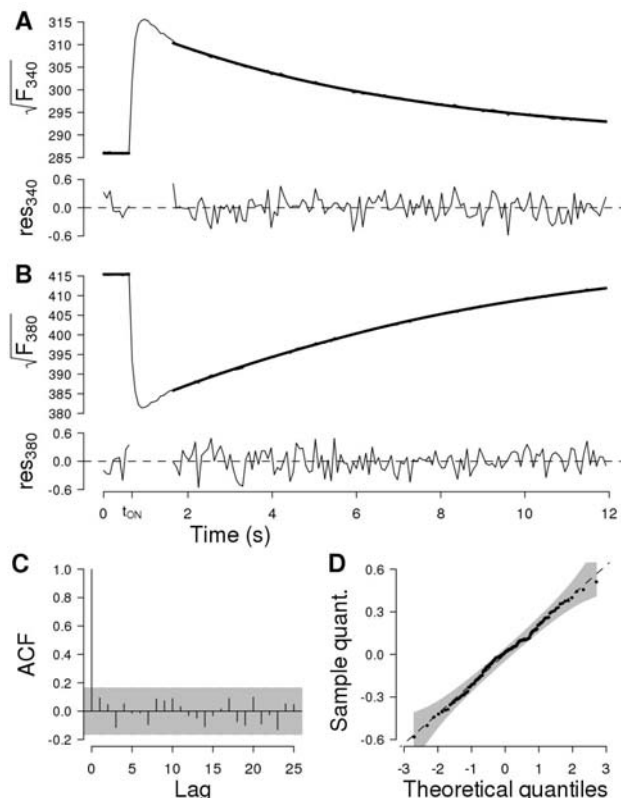 A
√F340
315
310
305
300
295
290
285
res340
0.6
0.0
-0.6
B
√F380
415
410
405
400
395
390
385
380
res380
0.6
0.0
-0.6
0 tON 2 4 6 8 10 12
Time (s)
C
ACF
1.0
0.8
0.6
0.4
0.2
0.0
-0.2
0 5 10 15 20 25
Lag
D
Sample quant.
0.6
0.3
0.0
-0.3
-0.6
-3 -2 -1 0 1 2 3
Theoretical quantiles